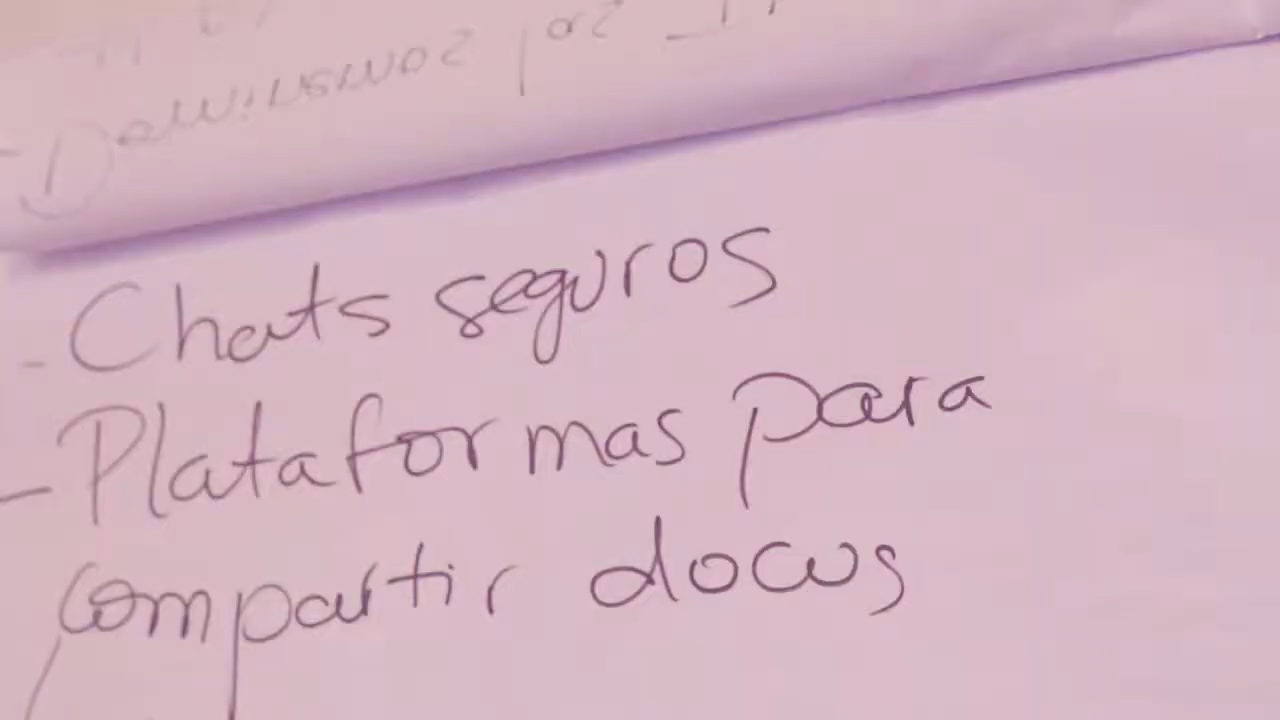 - Chats seguros
- Plataformas para
compartir docus